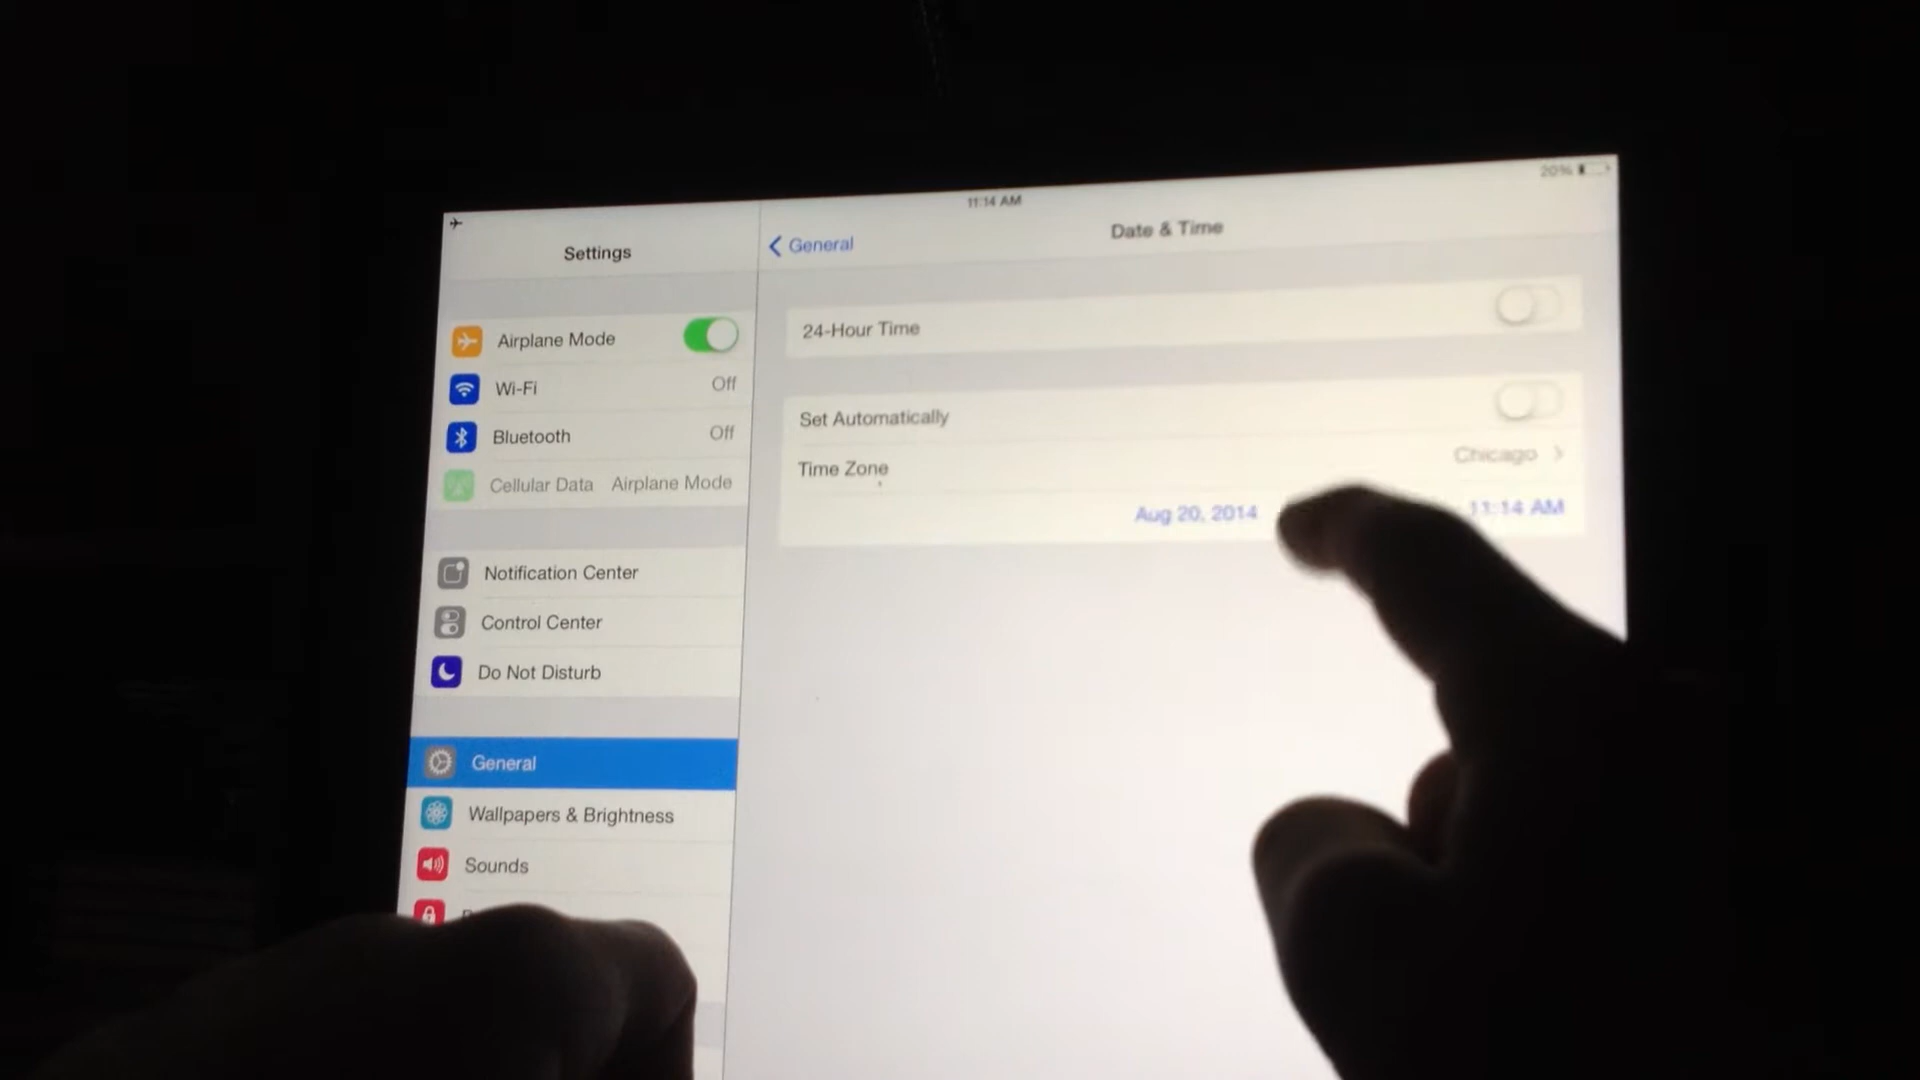 11:14 AM
20%
Settings
General
Date & Time
Airplane Mode
Wi-Fi Off
Bluetooth Off
Cellular Data Airplane Mode
Notification Center
Control Center
Do Not Disturb
General
Wallpapers & Brightness
Sounds
24-Hour Time
Set Automatically
Time Zone Chicago
Aug 20, 2014 11:14 AM